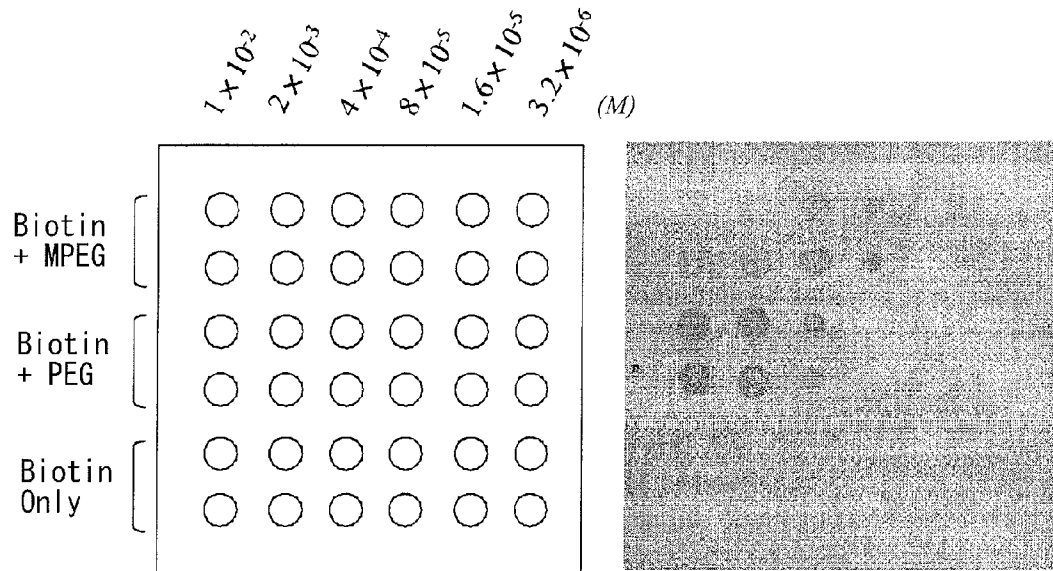 1×10-2 2×10-3 4×10-4 8×10-5 1.6×10-5 3.2×10-6 (M)
Biotin
+ MPEG
Biotin
+ PEG
Biotin
Only